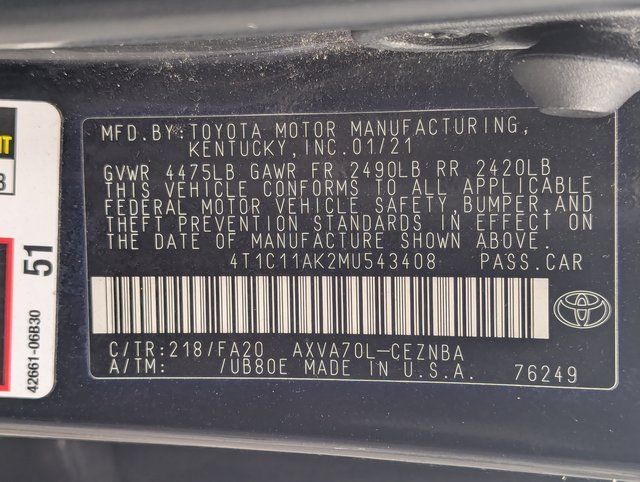 MFD.BY:TOYOTA MOTOR MANUFACTURING,
KENTUCKY,INC.01/21
GVWR 4475LB GAWR FR 2490LB RR 2420LB
THIS VEHICLE CONFORMS TO ALL APPLICABLE
FEDERAL MOTOR VEHICLE SAFETY,BUMPER,AND
THEFT PREVENTION STANDARDS IN EFFECT ON
THE DATE OF MANUFACTURE SHOWN ABOVE.
4T1C11AK2MU543408 PASS.CAR
C/TR:218/FA20 AXVA70L-CEZNBA
A/TM: /UB80E MADE IN U.S.A. 76249
51
42661-06B30